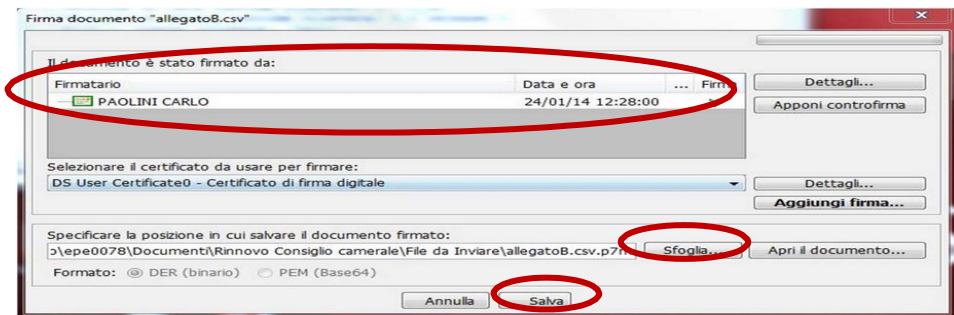 Firma documento "allegatoB.csv"
Il documento è stato firmato da:
Firmatario Data e ora ... Firma
PAOLINI CARLO 24/01/14 12:28:00
Dettagli...
Apponi controfirma
Selezionare il certificato da usare per firmare:
DS User Certificate0 - Certificato di firma digitale
Dettagli...
Aggiungi firma...
Specificare la posizione in cui salvare il documento firmato:
\epe0078\Documenti\Rinnovo Consiglio camerale\File da Inviare\allegatoB.csv.p7m Sfoglia... Apri il documento...
Formato: DER (binario) PEM (Base64)
Annulla Salva